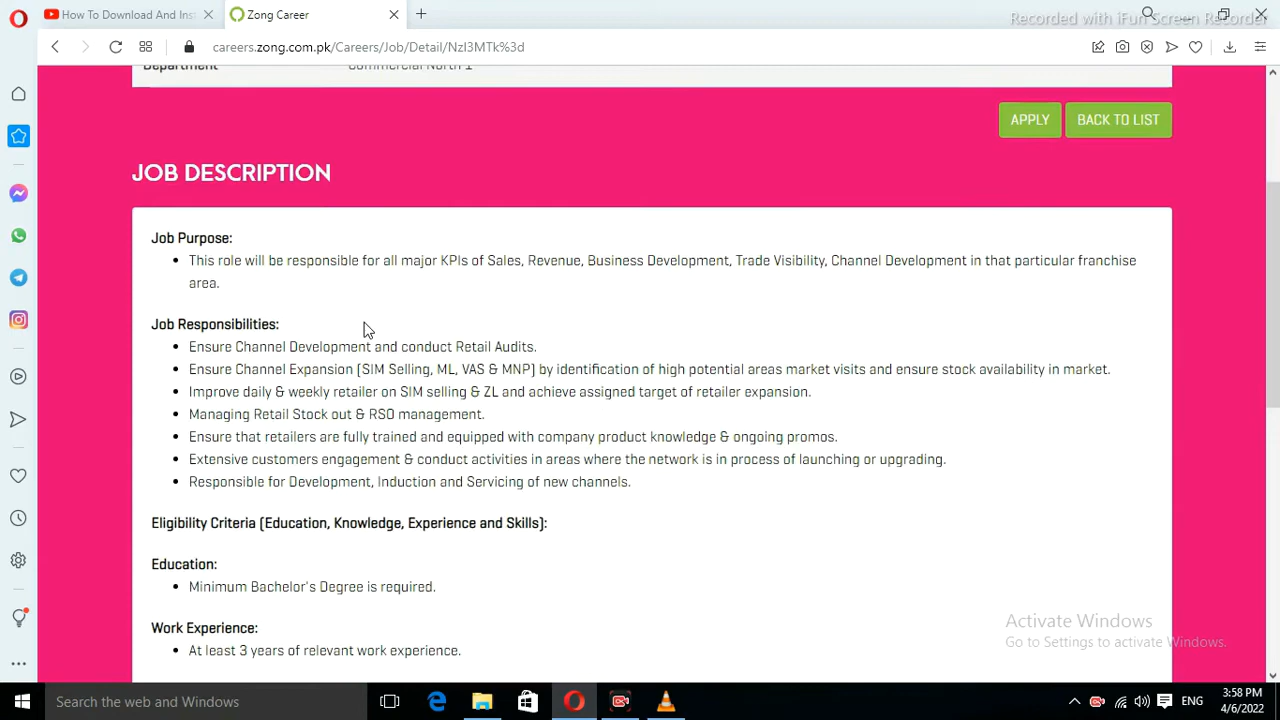 How To Download And Ins
Zong Career
Recorded with iFun Screen Recorder
careers.zong.com.pk/Careers/Job/Detail/NzI3MTk%3d
Department Commercial North 1
APPLY BACK TO LIST
JOB DESCRIPTION
Job Purpose:
• This role will be responsible for all major KPIs of Sales, Revenue, Business Development, Trade Visibility, Channel Development in that particular franchise
area.
Job Responsibilities:
• Ensure Channel Development and conduct Retail Audits.
• Ensure Channel Expansion (SIM Selling, ML, VAS & MNP) by identification of high potential areas market visits and ensure stock availability in market.
• Improve daily & weekly retailer on SIM selling & ZL and achieve assigned target of retailer expansion.
• Managing Retail Stock out & RSO management.
• Ensure that retailers are fully trained and equipped with company product knowledge & ongoing promos.
• Extensive customers engagement & conduct activities in areas where the network is in process of launching or upgrading.
• Responsible for Development, Induction and Servicing of new channels.
Eligibility Criteria (Education, Knowledge, Experience and Skills):
Education:
• Minimum Bachelor's Degree is required.
Work Experience:
• At least 3 years of relevant work experience.
Activate Windows
Go to Settings to activate Windows.
Search the web and Windows
ENG
3:58 PM
4/6/2022